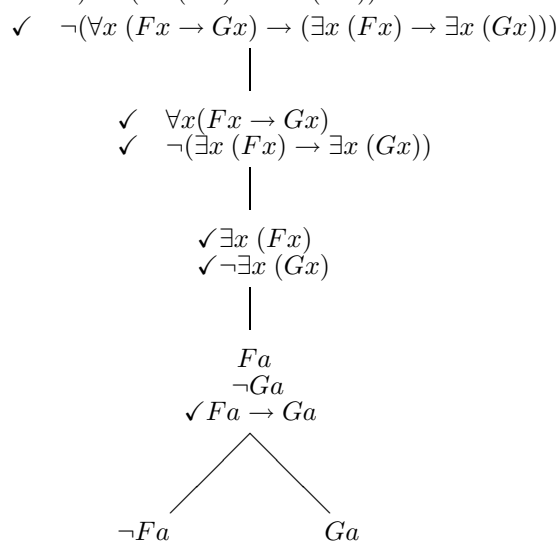 ✓ ¬(∀x (Fx → Gx) → (∃x (Fx) → ∃x (Gx)))
✓ ∀x(Fx → Gx)
✓ ¬(∃x (Fx) → ∃x (Gx))
✓∃x (Fx)
✓¬∃x (Gx)
Fa
¬Ga
✓Fa → Ga
¬Fa Ga